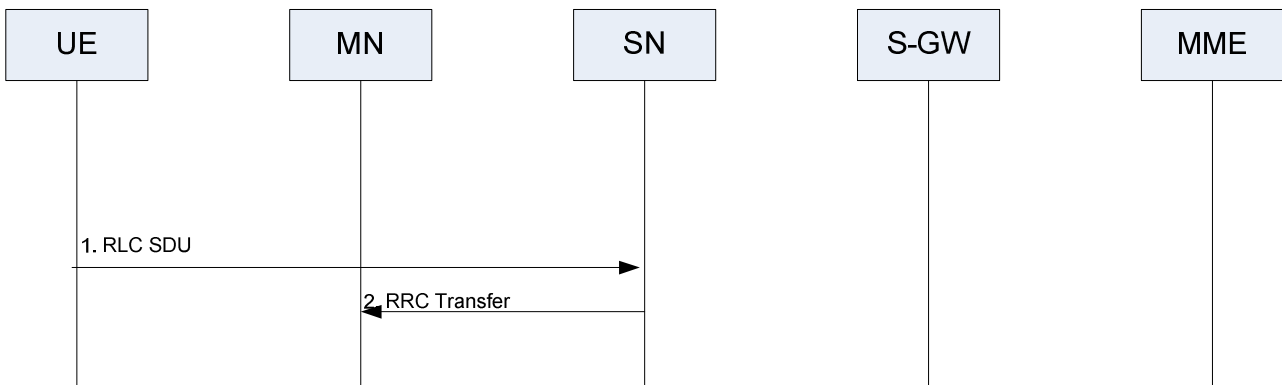 UE
MN
SN
S-GW
MME
1. RLC SDU
2. RRC Transfer